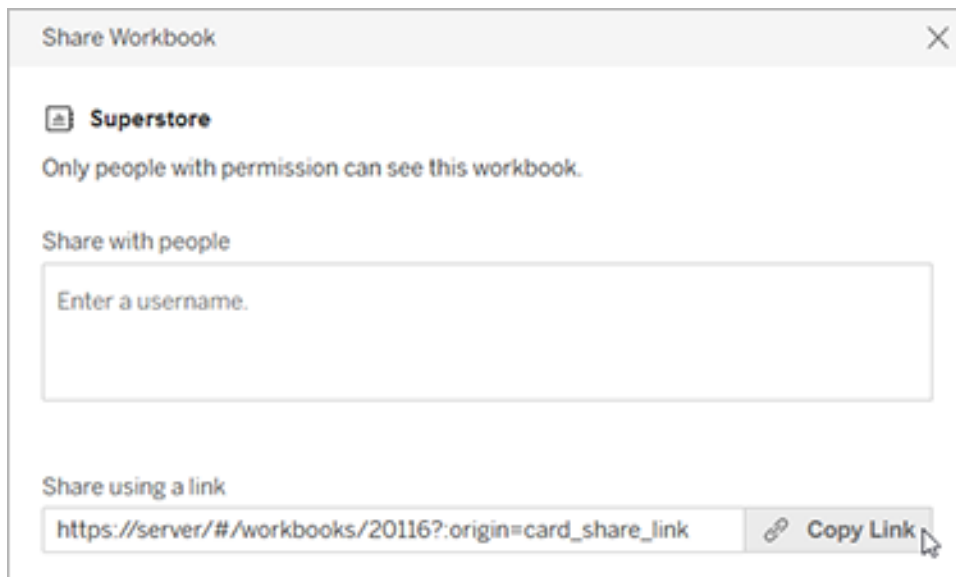 Share Workbook
Superstore
Only people with permission can see this workbook.
Share with people
Enter a username.
Share using a link
https://server/#/workbooks/20116?:origin=card_share_link Copy Link